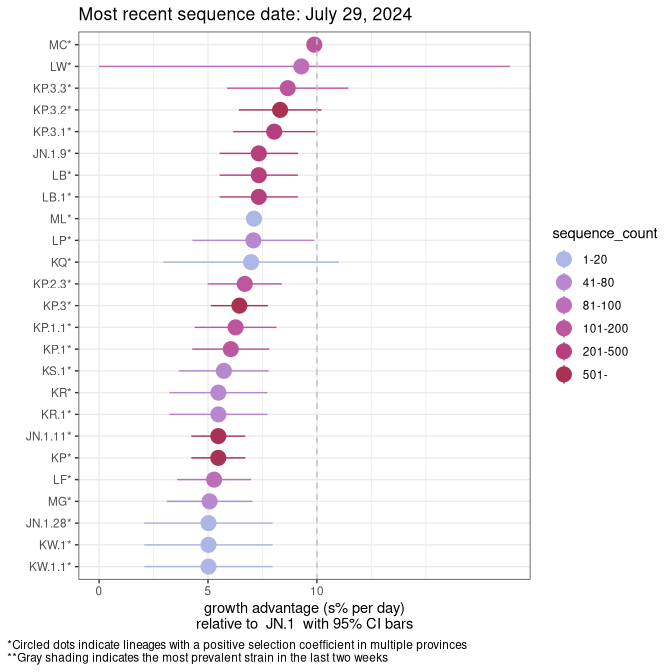 Most recent sequence date: July 29, 2024
MC*
LW*
KP.3.3*
KP.3.2*
KP.3.1*
JN.1.9*
LB*
LB.1*
ML*
LP*
KQ*
KP.2.3*
KP.3*
KP.1.1*
KP.1*
KS.1*
KR*
KR.1*
JN.1.11*
KP*
LF*
MG*
JN.1.28*
KW.1*
KW.1.1*
0 5 10
growth advantage (s% per day)
relative to JN.1 with 95% CI bars
sequence_count
1-20
41-80
81-100
101-200
201-500
501-
*Circled dots indicate lineages with a positive selection coefficient in multiple provinces
**Gray shading indicates the most prevalent strain in the last two weeks